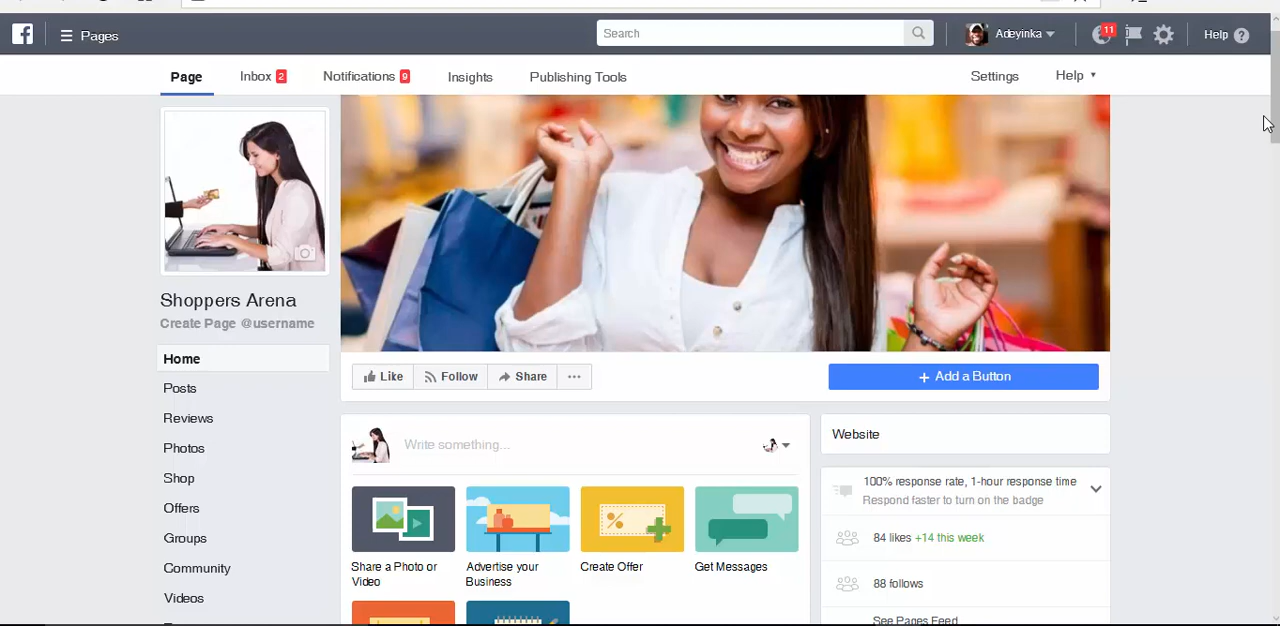 Pages
Search
Adeyinka
11
Help
Page
Inbox 2
Notifications 9
Insights
Publishing Tools
Settings
Help
Shoppers Arena
Create Page @username
Home
Posts
Reviews
Photos
Shop
Offers
Groups
Community
Videos
Like
Follow
Share
+ Add a Button
Write something...
Share a Photo or
Video
Advertise your
Business
Create Offer
Get Messages
Website
100% response rate, 1-hour response time
Respond faster to turn on the badge
84 likes +14 this week
88 follows
See Pages Feed